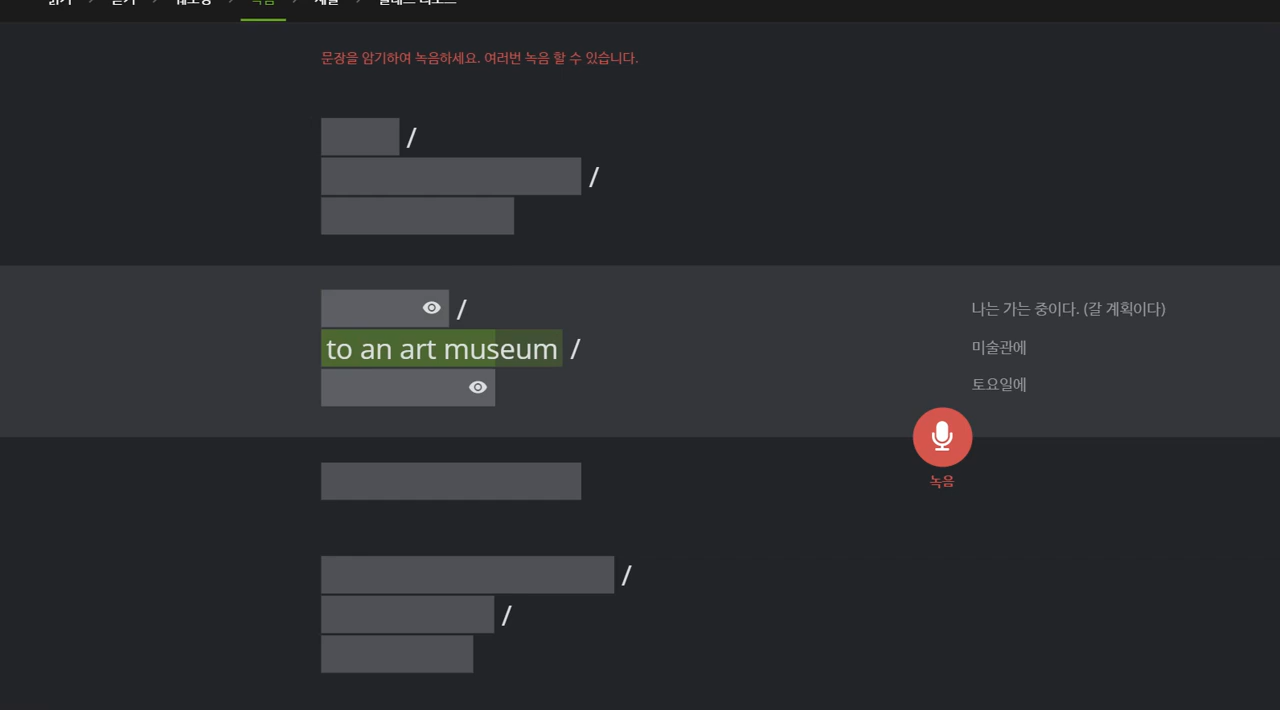 녹음
문장을 암기하여 녹음하세요. 여러번 녹음 할 수 있습니다.
/
/
/
나는 가는 중이다. (갈 계획이다)
to an art museum /
미술관에
토요일에
녹음
/
/